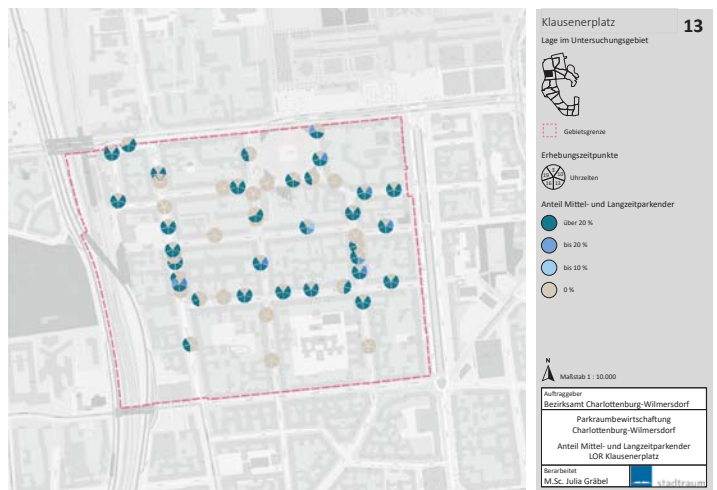 Klausenerplatz
13
Lage im Untersuchungsgebiet
Gebietsgrenze
Erhebungszeitpunkte
Uhrzeiten
Anteil Mittel- und Langzeitparkender
über 20 %
bis 20 %
bis 10 %
0 %
N
Maßstab 1 : 10.000
Auftraggeber
Bezirksamt Charlottenburg-Wilmersdorf
Parkraumbewirtschaftung
Charlottenburg-Wilmersdorf
Anteil Mittel- und Langzeitparkender
LOR Klausenerplatz
Berarbeitet
M.Sc. Julia Gräbel
stadtraum